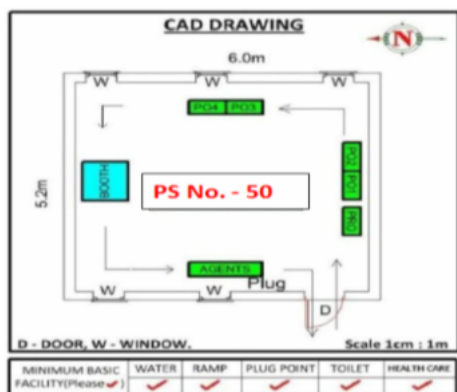 CAD DRAWING
N
6.0m
W W W
PO4 PO3
5.2m
BOOTH
PO2
PO1
PS No. - 50
PRO
AGENTS
Plug
W W
D
D - DOOR, W - WINDOW. Scale 1cm : 1m
MINIMUM BASIC FACILITY(Please ✓) WATER RAMP PLUG POINT TOILET HEALTH CARE
✓ ✓ ✓ ✓ ✓